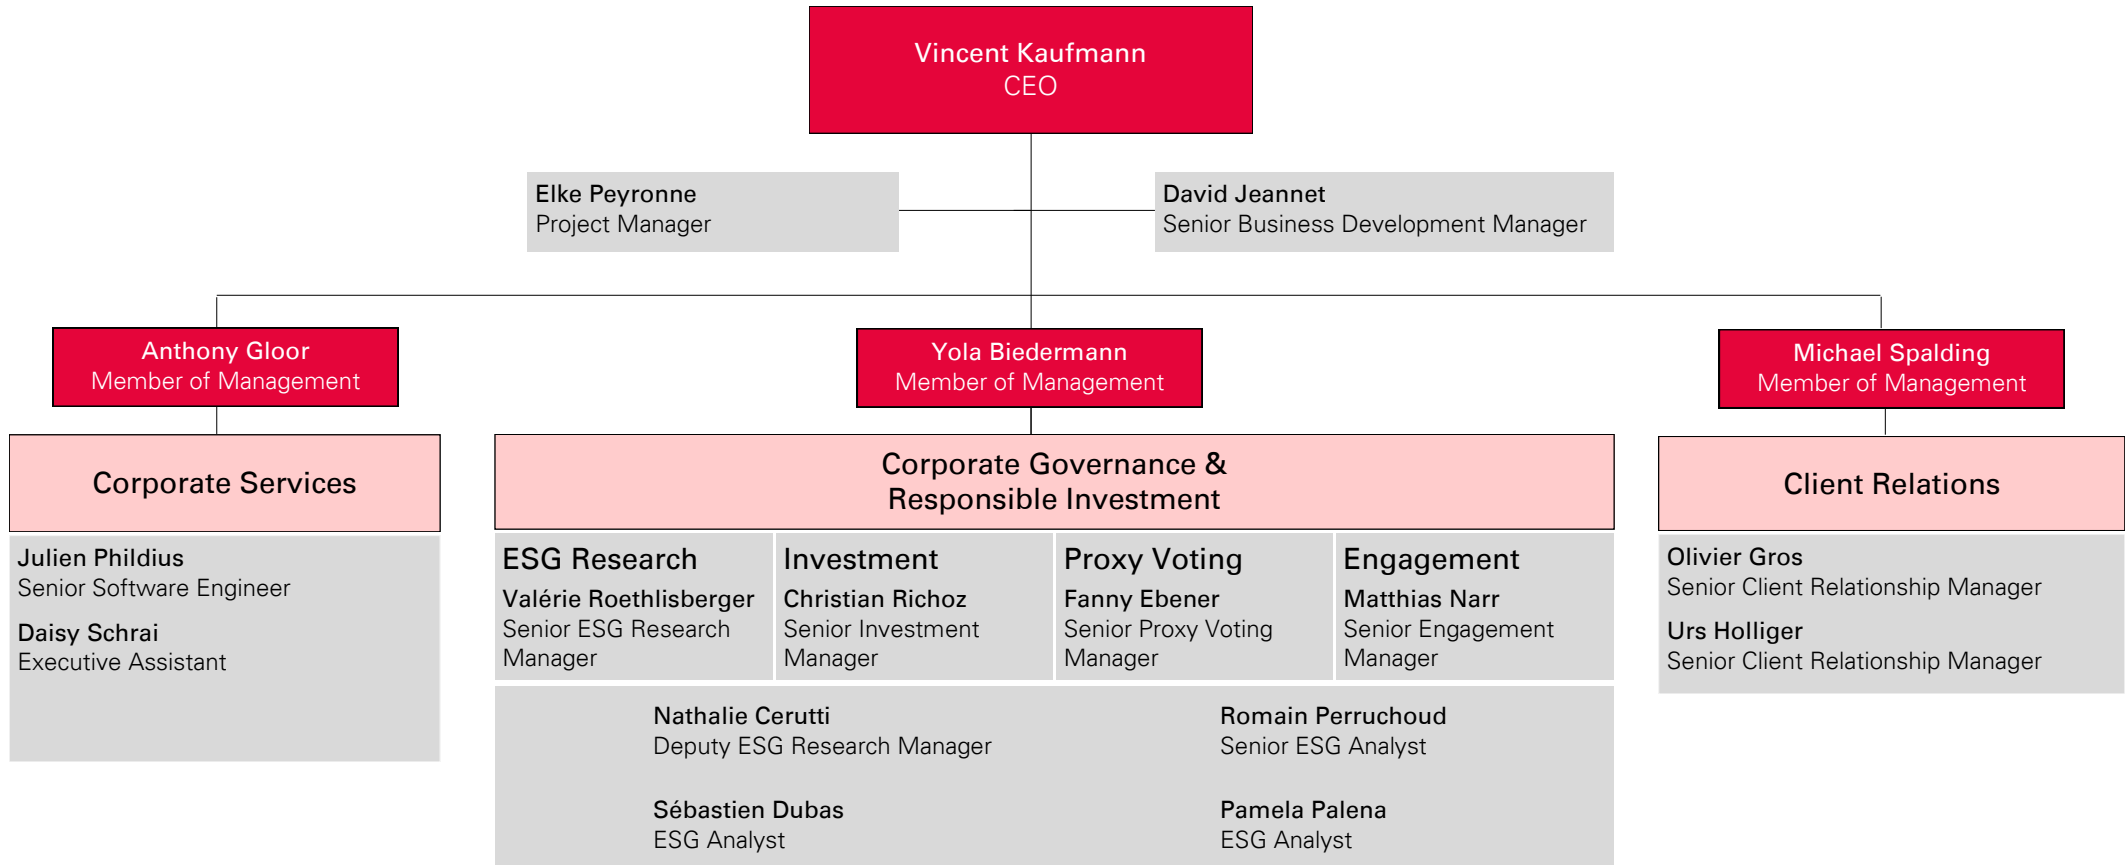 Vincent Kaufmann
CEO
Elke Peyronne
Project Manager
David Jeannet
Senior Business Development Manager
Anthony Gloor
Member of Management
Yola Biedermann
Member of Management
Michael Spalding
Member of Management
Corporate Services
Julien Phildius
Senior Software Engineer
Daisy Schrai
Executive Assistant
Corporate Governance &
Responsible Investment
ESG Research
Valérie Roethlisberger
Senior ESG Research
Manager
Investment
Christian Richoz
Senior Investment
Manager
Proxy Voting
Fanny Ebener
Senior Proxy Voting
Manager
Engagement
Matthias Narr
Senior Engagement
Manager
Nathalie Cerutti
Deputy ESG Research Manager
Romain Perruchoud
Senior ESG Analyst
Sébastien Dubas
ESG Analyst
Pamela Palena
ESG Analyst
Client Relations
Olivier Gros
Senior Client Relationship Manager
Urs Holliger
Senior Client Relationship Manager